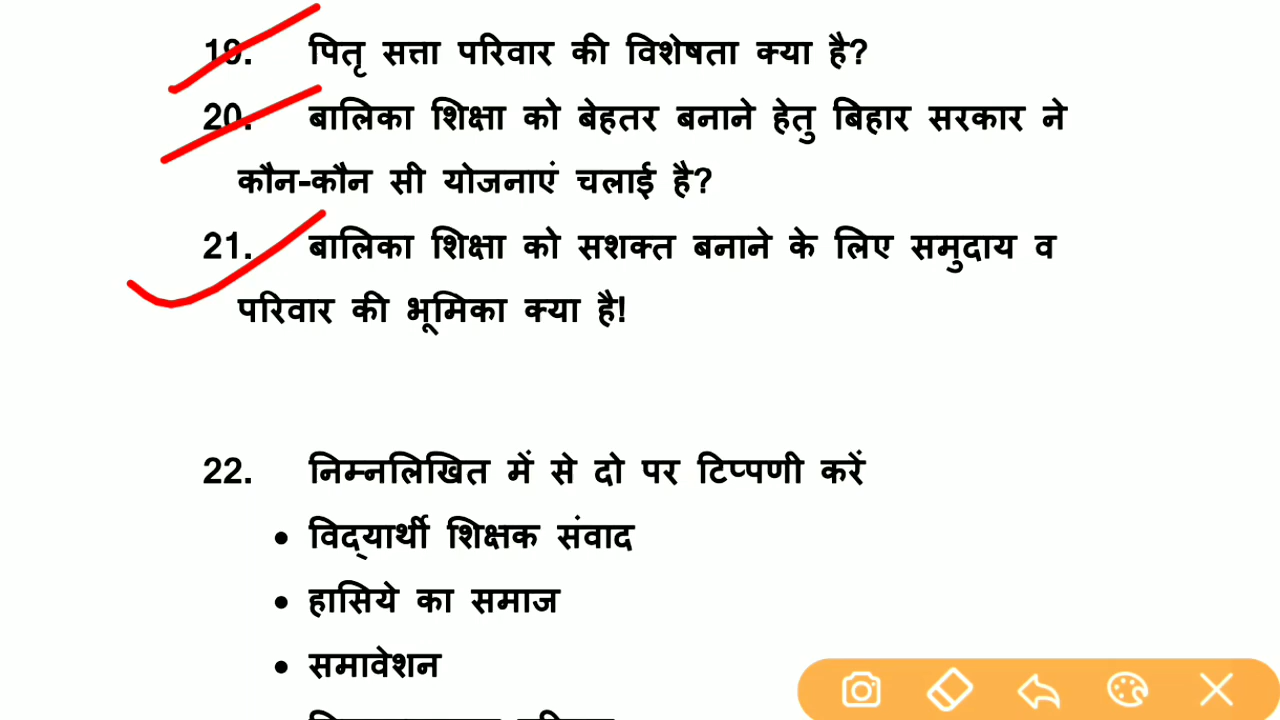 19. पितृ सत्ता परिवार की विशेषता क्या है?
20. बालिका शिक्षा को बेहतर बनाने हेतु बिहार सरकार ने
कौन-कौन सी योजनाएं चलाई है?
21. बालिका शिक्षा को सशक्त बनाने के लिए समुदाय व
परिवार की भूमिका क्या है!
22. निम्नलिखित में से दो पर टिप्पणी करें
• विद्यार्थी शिक्षक संवाद
• हासिये का समाज
• समावेशन